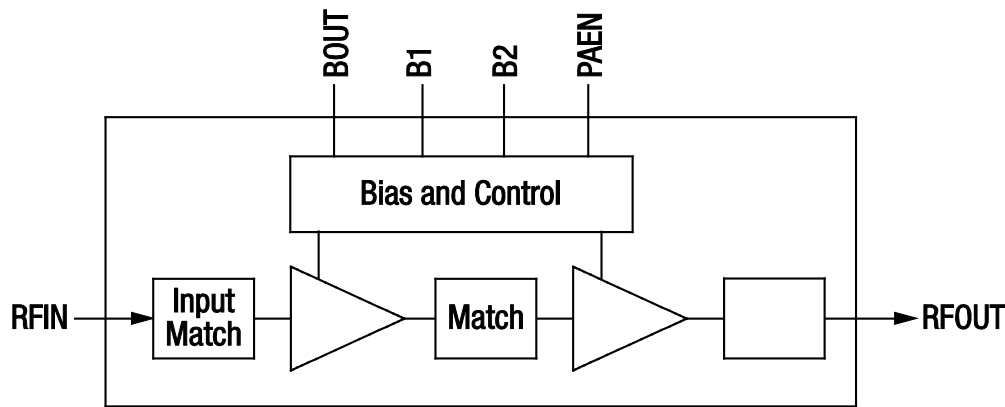 BOUT
B1
B2
PAEN
Bias and Control
RFIN
Input
Match
Match
RFOUT